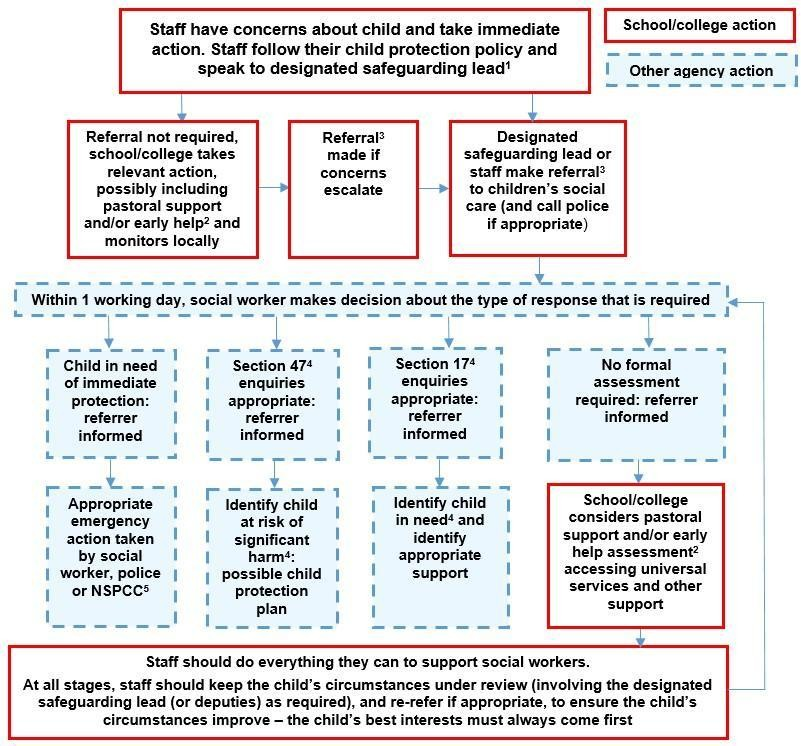 Staff have concerns about child and take immediate
action. Staff follow their child protection policy and
speak to designated safeguarding lead¹
School/college action
Other agency action
Referral not required,
school/college takes
relevant action,
possibly including
pastoral support
and/or early help² and
monitors locally
Referral³
made if
concerns
escalate
Designated
safeguarding lead or
staff make referral³
to children’s social
care (and call police
if appropriate)
Within 1 working day, social worker makes decision about the type of response that is required
Child in need
of immediate
protection:
referrer
informed
Section 47⁴
enquiries
appropriate:
referrer
informed
Section 17⁴
enquiries
appropriate:
referrer
informed
No formal
assessment
required: referrer
informed
Appropriate
emergency
action taken
by social
worker, police
or NSPCC⁵
Identify child
at risk of
significant
harm⁴:
possible child
protection
plan
Identify child
in need⁴ and
identify
appropriate
support
School/college
considers pastoral
support and/or early
help assessment²
accessing universal
services and other
support
Staff should do everything they can to support social workers.
At all stages, staff should keep the child’s circumstances under review (involving the designated
safeguarding lead (or deputies) as required), and re-refer if appropriate, to ensure the child’s
circumstances improve – the child’s best interests must always come first